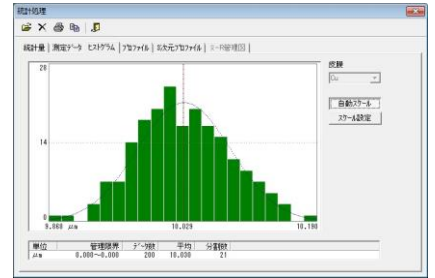 統計処理
統計量 測定データ ヒストグラム プロファイル 3次元プロファイル x-R管理図
皮膜
Cu
自動スケール
スケール設定
28
14
0
9.860 μm 10.029 10.198
単位 管理限界 データ数 平均 分割数
μm 0.000~0.000 200 10.030 21